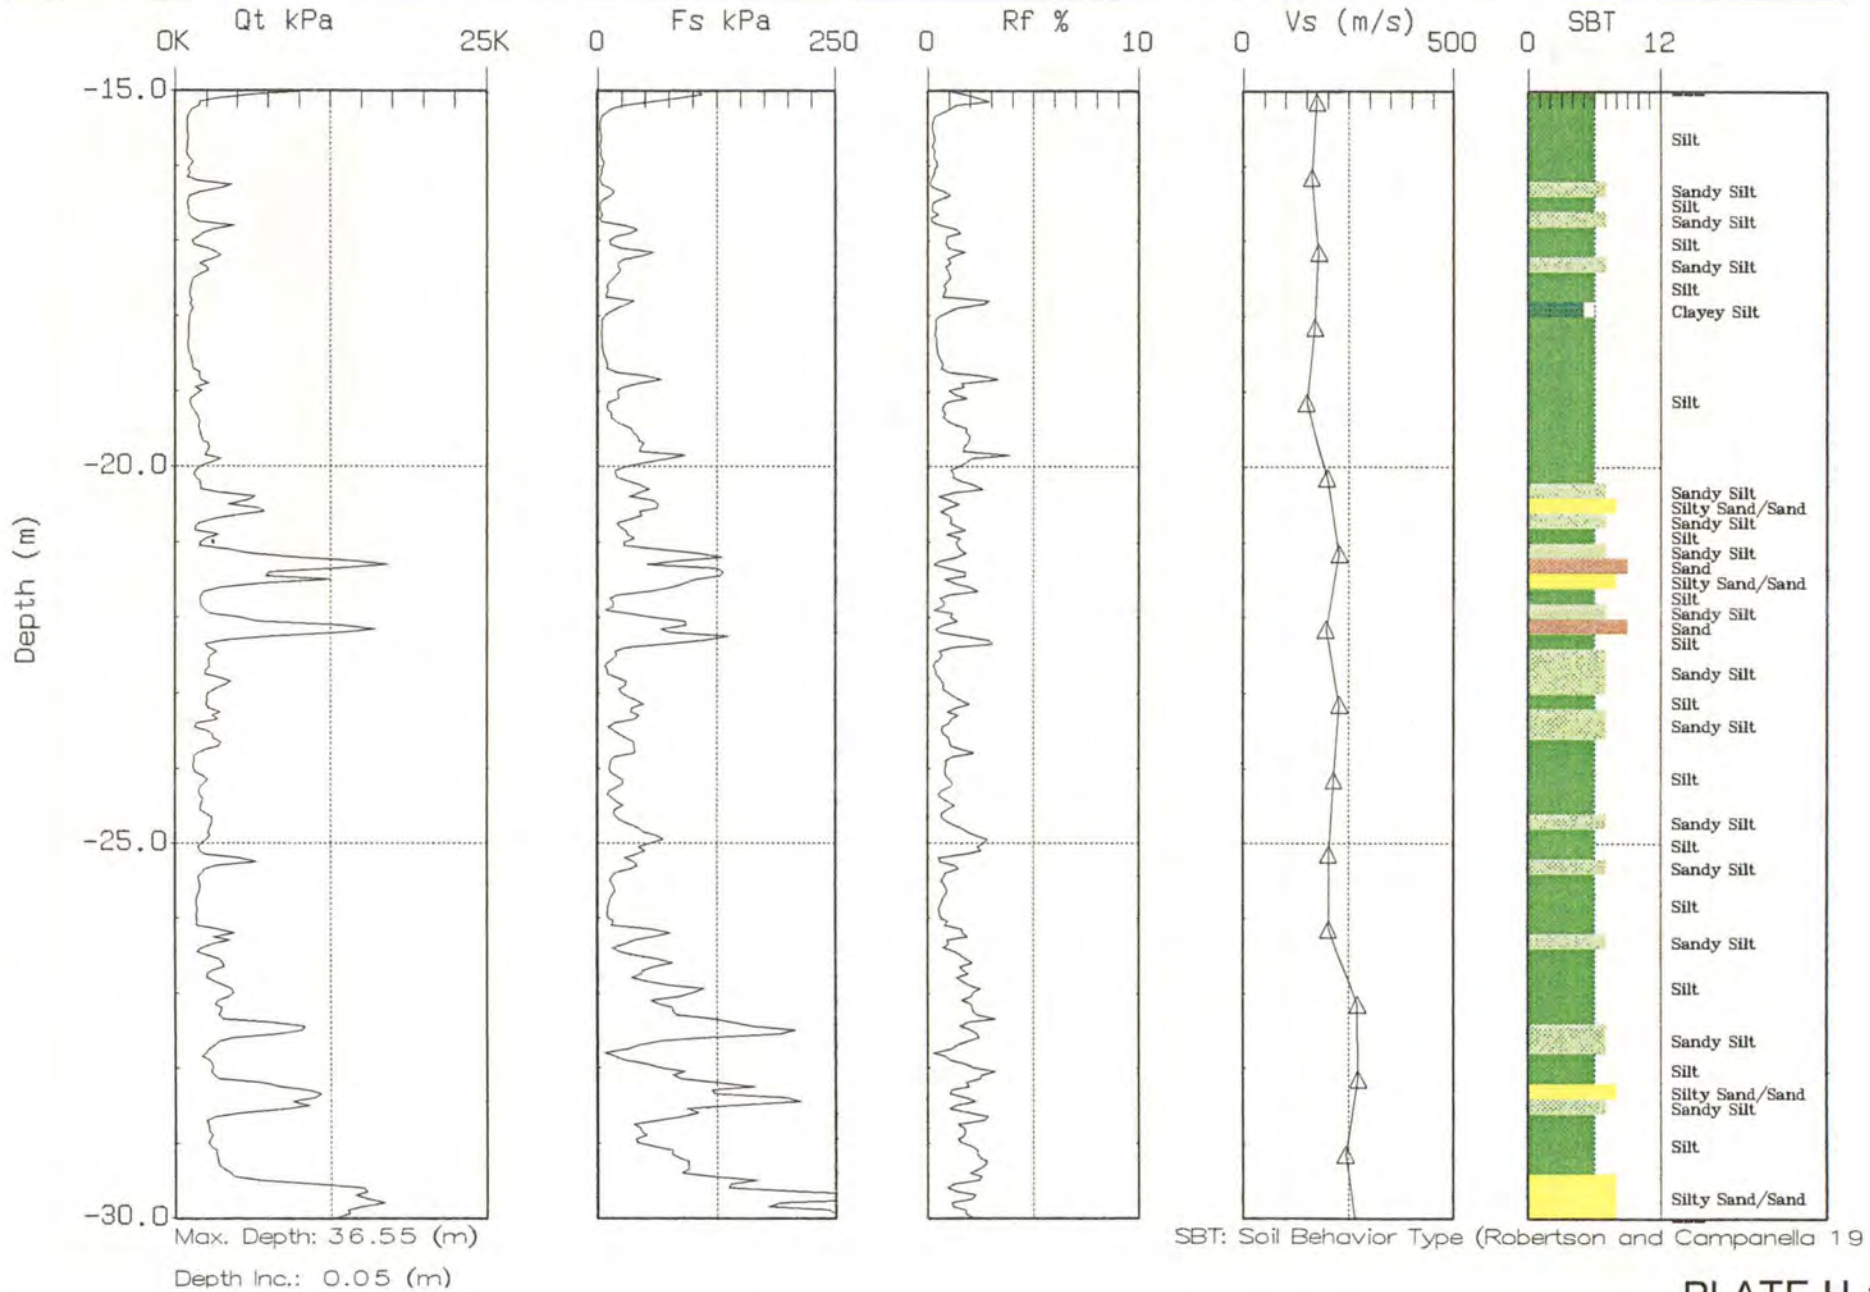 Qt kPa
0K 25K
Fs kPa
0 250
Rf %
0 10
Vs (m/s)
0 500
SBT
0 12
Depth (m)
-15.0
-20.0
-25.0
-30.0
Silt
Sandy Silt
Silt
Sandy Silt
Silt
Sandy Silt
Silt
Clayey Silt
Silt
Sandy Silt
Silty Sand/Sand
Sandy Silt
Silt
Sandy Silt
Sand
Silty Sand/Sand
Silt
Sandy Silt
Sand
Silt
Sandy Silt
Silt
Sandy Silt
Silt
Sandy Silt
Silt
Sandy Silt
Silt
Sandy Silt
Silt
Sandy Silt
Silt
Silty Sand/Sand
Sandy Silt
Silt
Silty Sand/Sand
Max. Depth: 36.55 (m)
Depth Inc.: 0.05 (m)
SBT: Soil Behavior Type (Robertson and Campanella 19